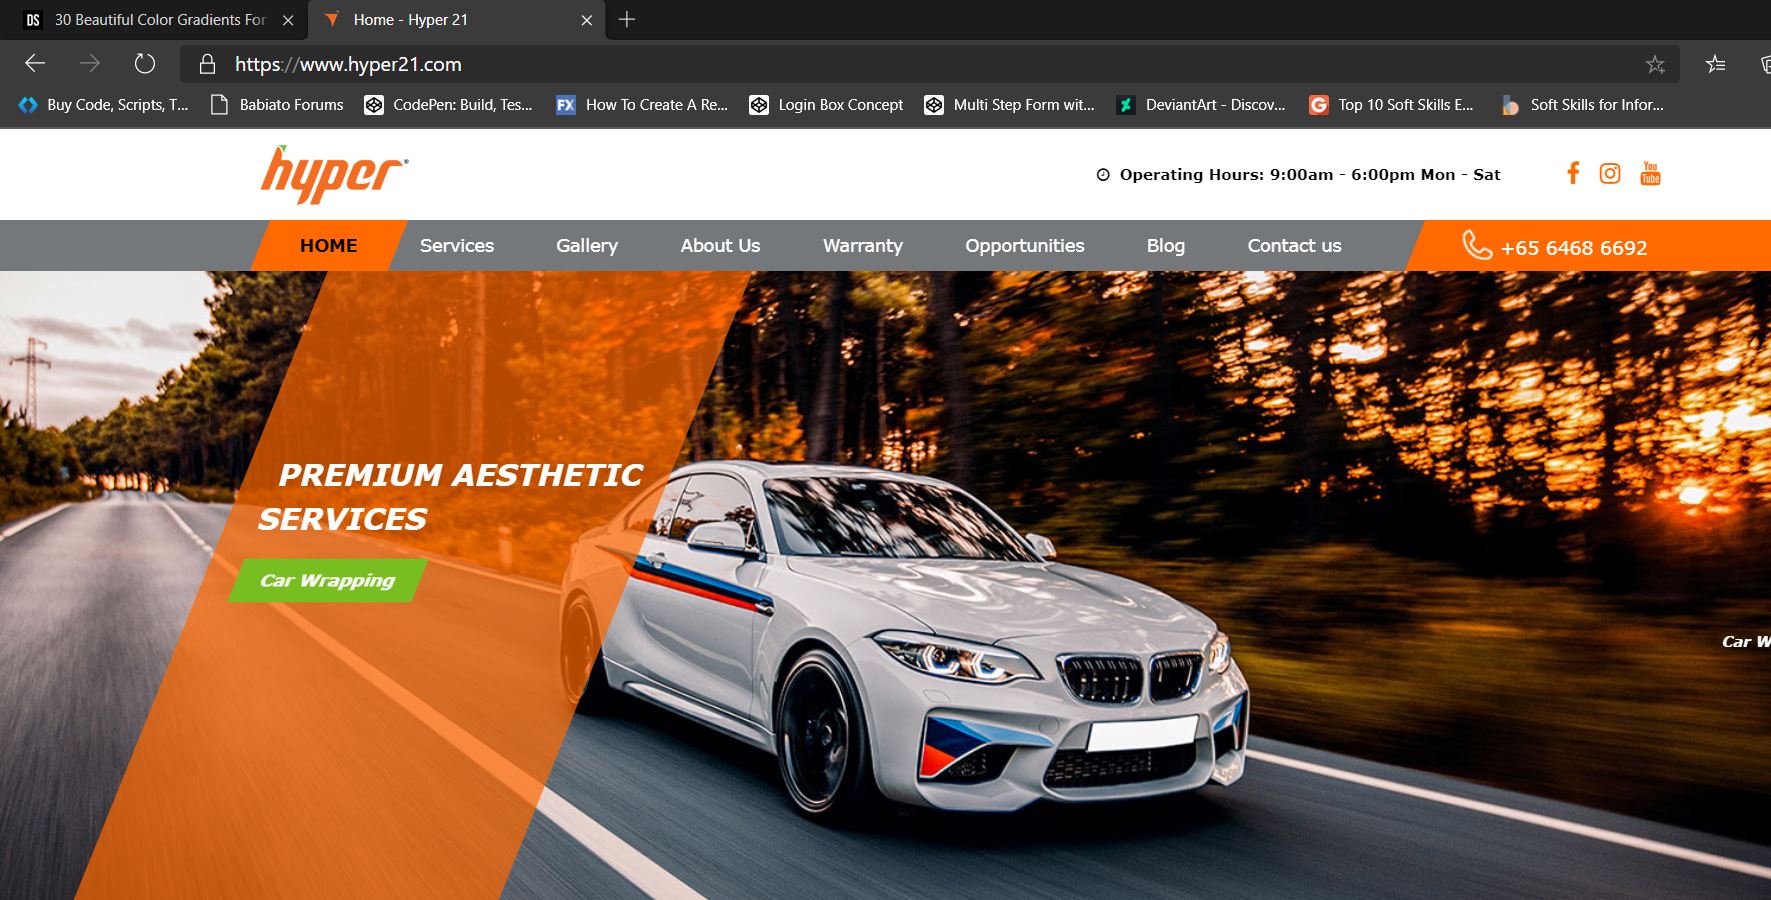 DS 30 Beautiful Color Gradients For
Home - Hyper 21
https://www.hyper21.com
Buy Code, Scripts, T...
Babiato Forums
CodePen: Build, Tes...
FX How To Create A Re...
Login Box Concept
Multi Step Form wit...
DeviantArt - Discov...
G Top 10 Soft Skills E...
Soft Skills for Infor...
hyper®
Operating Hours: 9:00am - 6:00pm Mon - Sat
You
Tube
HOME
Services
Gallery
About Us
Warranty
Opportunities
Blog
Contact us
+65 6468 6692
PREMIUM AESTHETIC
SERVICES
Car Wrapping
Car W